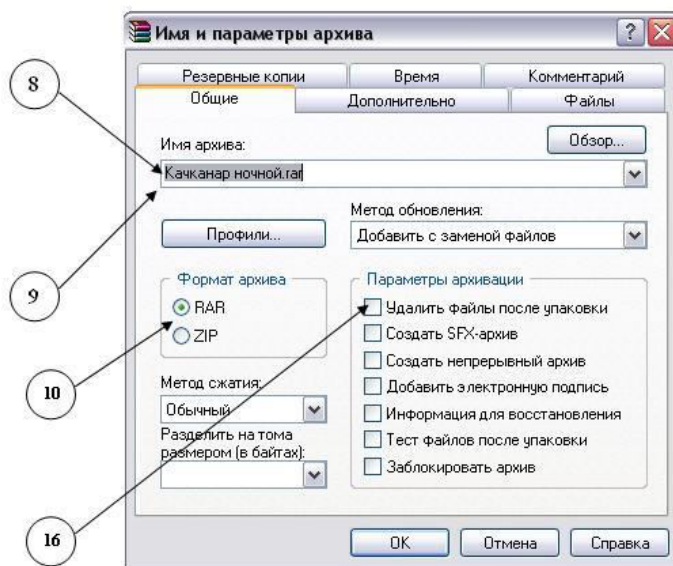 Имя и параметры архива
Резервные копии Время Комментарий
Общие Дополнительно Файлы
8
Имя архива: Обзор...
Качканар ночной.rar
Метод обновления:
Профили... Добавить с заменой файлов
9
Формат архива Параметры архивации
RAR Удалить файлы после упаковки
ZIP Создать SFX-архив
Создать непрерывный архив
10
Метод сжатия: Добавить электронную подпись
Обычный Информация для восстановления
Разделить на тома
размером (в байтах): Тест файлов после упаковки
Заблокировать архив
16
OK Отмена Справка